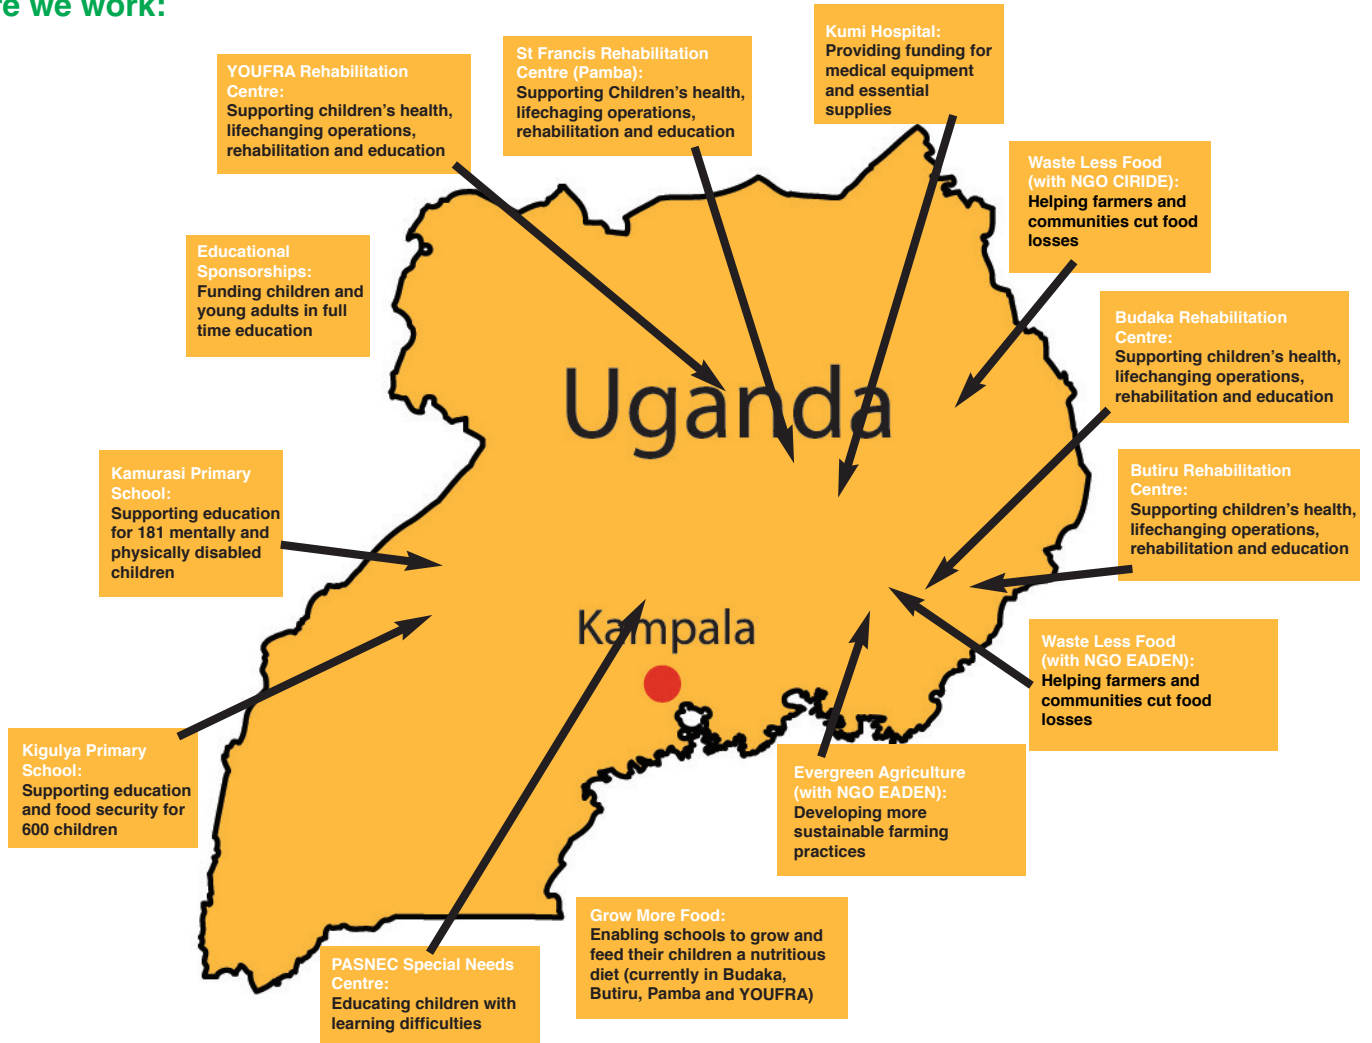 re we work:
Kumi Hospital:
Providing funding for
medical equipment
and essential
supplies
St Francis Rehabilitation
Centre (Pamba):
Supporting Children’s health,
lifechaging operations,
rehabilitation and education
YOUFRA Rehabilitation
Centre:
Supporting children’s health,
lifechanging operations,
rehabilitation and education
Waste Less Food
(with NGO CIRIDE):
Helping farmers and
communities cut food
losses
Educational
Sponsorships:
Funding children and
young adults in full
time education
Budaka Rehabilitation
Centre:
Supporting children’s health,
lifechanging operations,
rehabilitation and education
Uganda
Kamurasi Primary
School:
Supporting education
for 181 mentally and
physically disabled
children
Butiru Rehabilitation
Centre:
Supporting children’s health,
lifechanging operations,
rehabilitation and education
Kampala
Waste Less Food
(with NGO EADEN):
Helping farmers and
communities cut food
losses
Kigulya Primary
School:
Supporting education
and food security for
600 children
Evergreen Agriculture
(with NGO EADEN):
Developing more
sustainable farming
practices
Grow More Food:
Enabling schools to grow and
feed their children a nutritious
diet (currently in Budaka,
Butiru, Pamba and YOUFRA)
PASNEC Special Needs
Centre:
Educating children with
learning difficulties